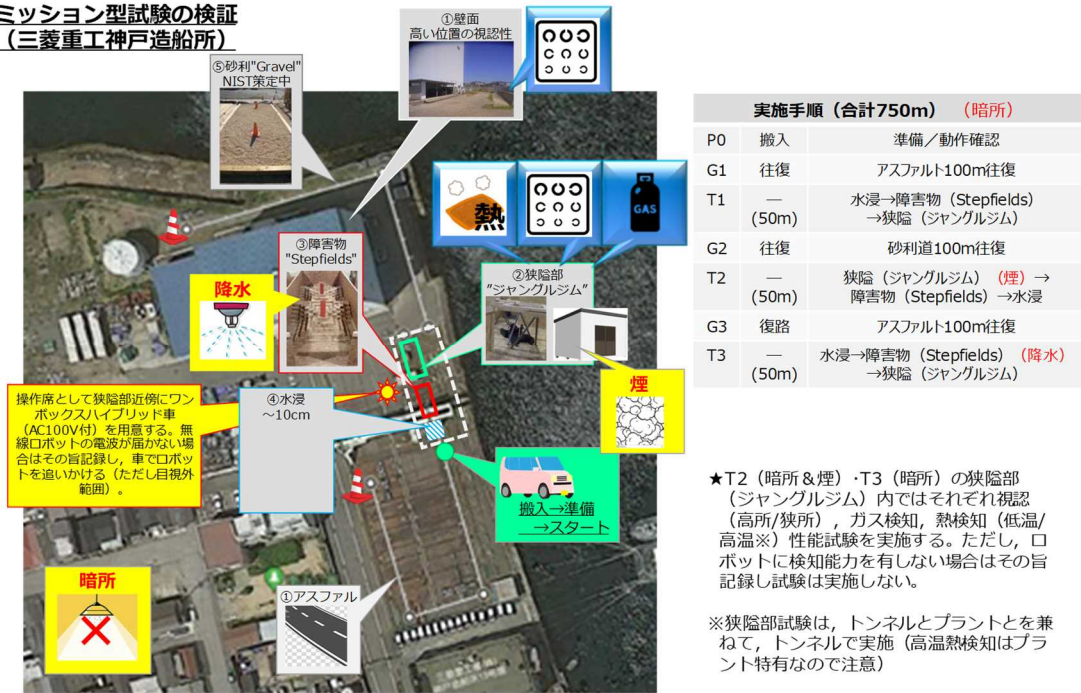 ミッション型試験の検証
（三菱重工神戸造船所）
①壁面
高い位置の視認性
⑤砂利"Gravel"
NIST策定中
熱
GAS
③障害物
"Stepfields"
②狭隘部
"ジャングルジム"
降水
煙
操作席として狭隘部近傍にワン
ボックスハイブリッド車
（AC100V付）を用意する。無
線ロボットの電波が届かない場
合はその旨記録し，車でロボッ
トを追いかける（ただし目視外
範囲）。
④水浸
～10cm
搬入→準備
→スタート
暗所
①アスファル
実施手順（合計750m）　（暗所）
P0 搬入 準備／動作確認
G1 往復 アスファルト100m往復
T1 ― 水浸→障害物（Stepfields）
(50m) →狭隘（ジャングルジム）
G2 往復 砂利道100m往復
T2 ― 狭隘（ジャングルジム）（煙）→
(50m) 障害物（Stepfields）→水浸
G3 復路 アスファルト100m往復
T3 ― 水浸→障害物（Stepfields）（降水）
(50m) →狭隘（ジャングルジム）
★T2（暗所＆煙）･T3（暗所）の狭隘部
（ジャングルジム）内ではそれぞれ視認
（高所/狭所），ガス検知，熱検知（低温/
高温※）性能試験を実施する。ただし，ロ
ボットに検知能力を有しない場合はその旨
記録し試験は実施しない。
※狭隘部試験は，トンネルとプラントとを兼
ねて，トンネルで実施（高温熱検知はプラ
ント特有なので注意）